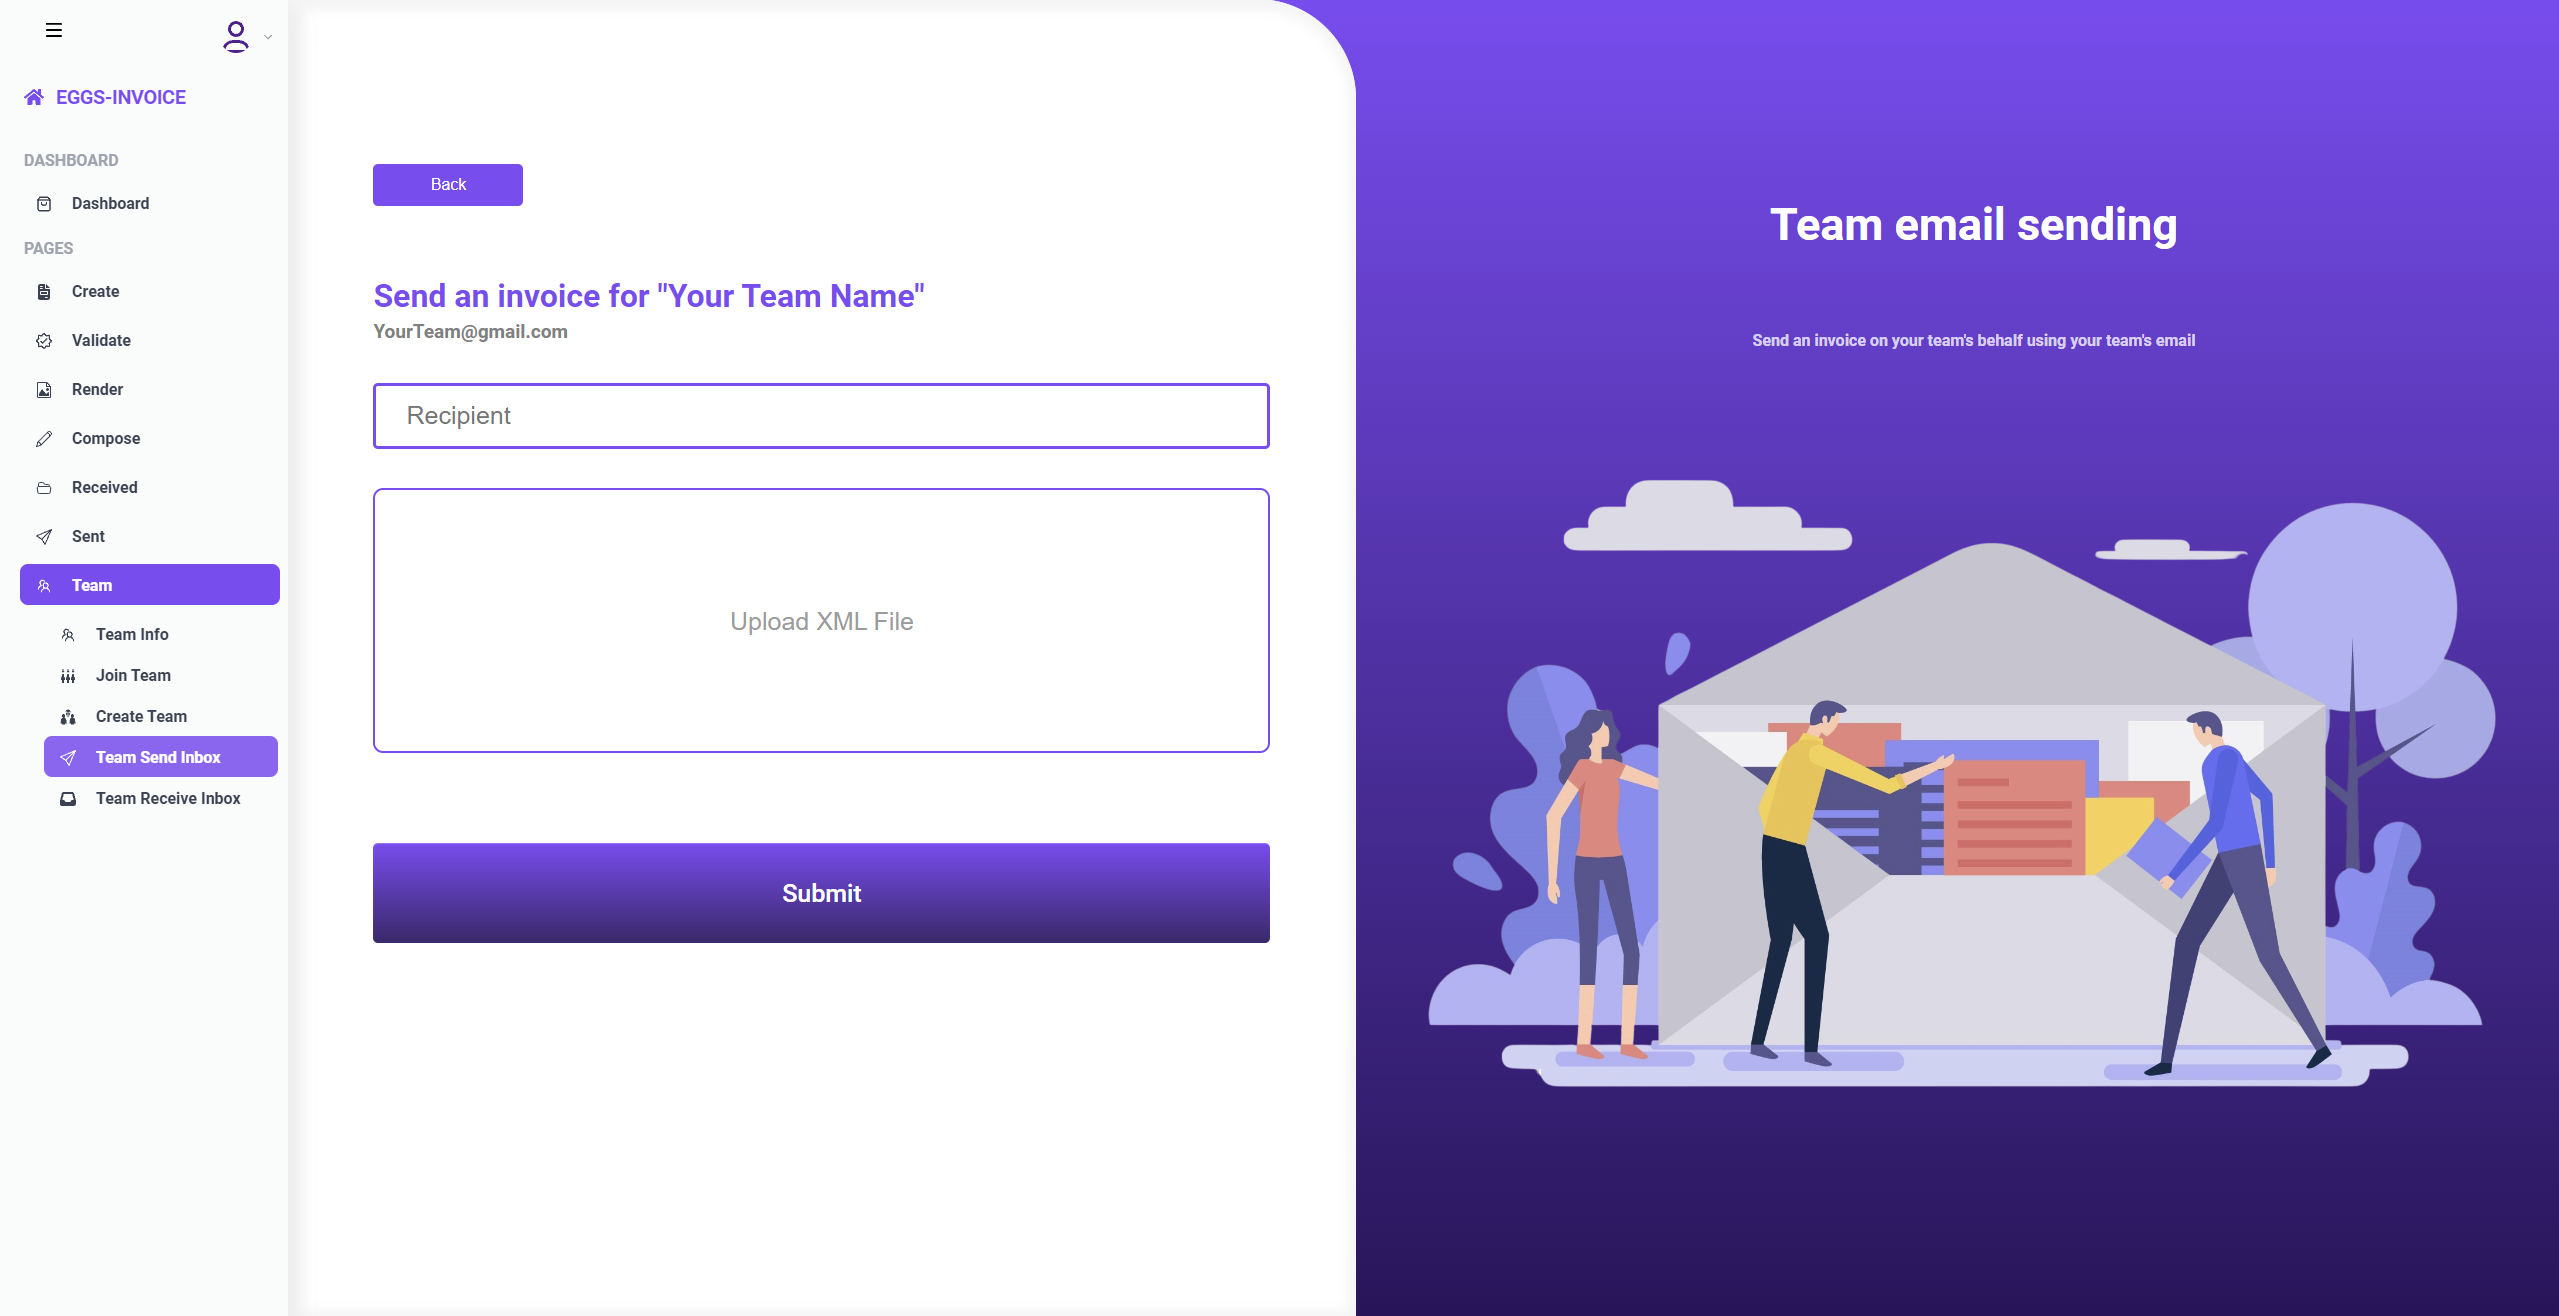 EGGS-INVOICE
DASHBOARD
Dashboard
PAGES
Create
Validate
Render
Compose
Received
Sent
Team
Team Info
Join Team
Create Team
Team Send Inbox
Team Receive Inbox
Back
Send an invoice for "Your Team Name"
YourTeam@gmail.com
Recipient
Upload XML File
Submit
Team email sending
Send an invoice on your team's behalf using your team's email